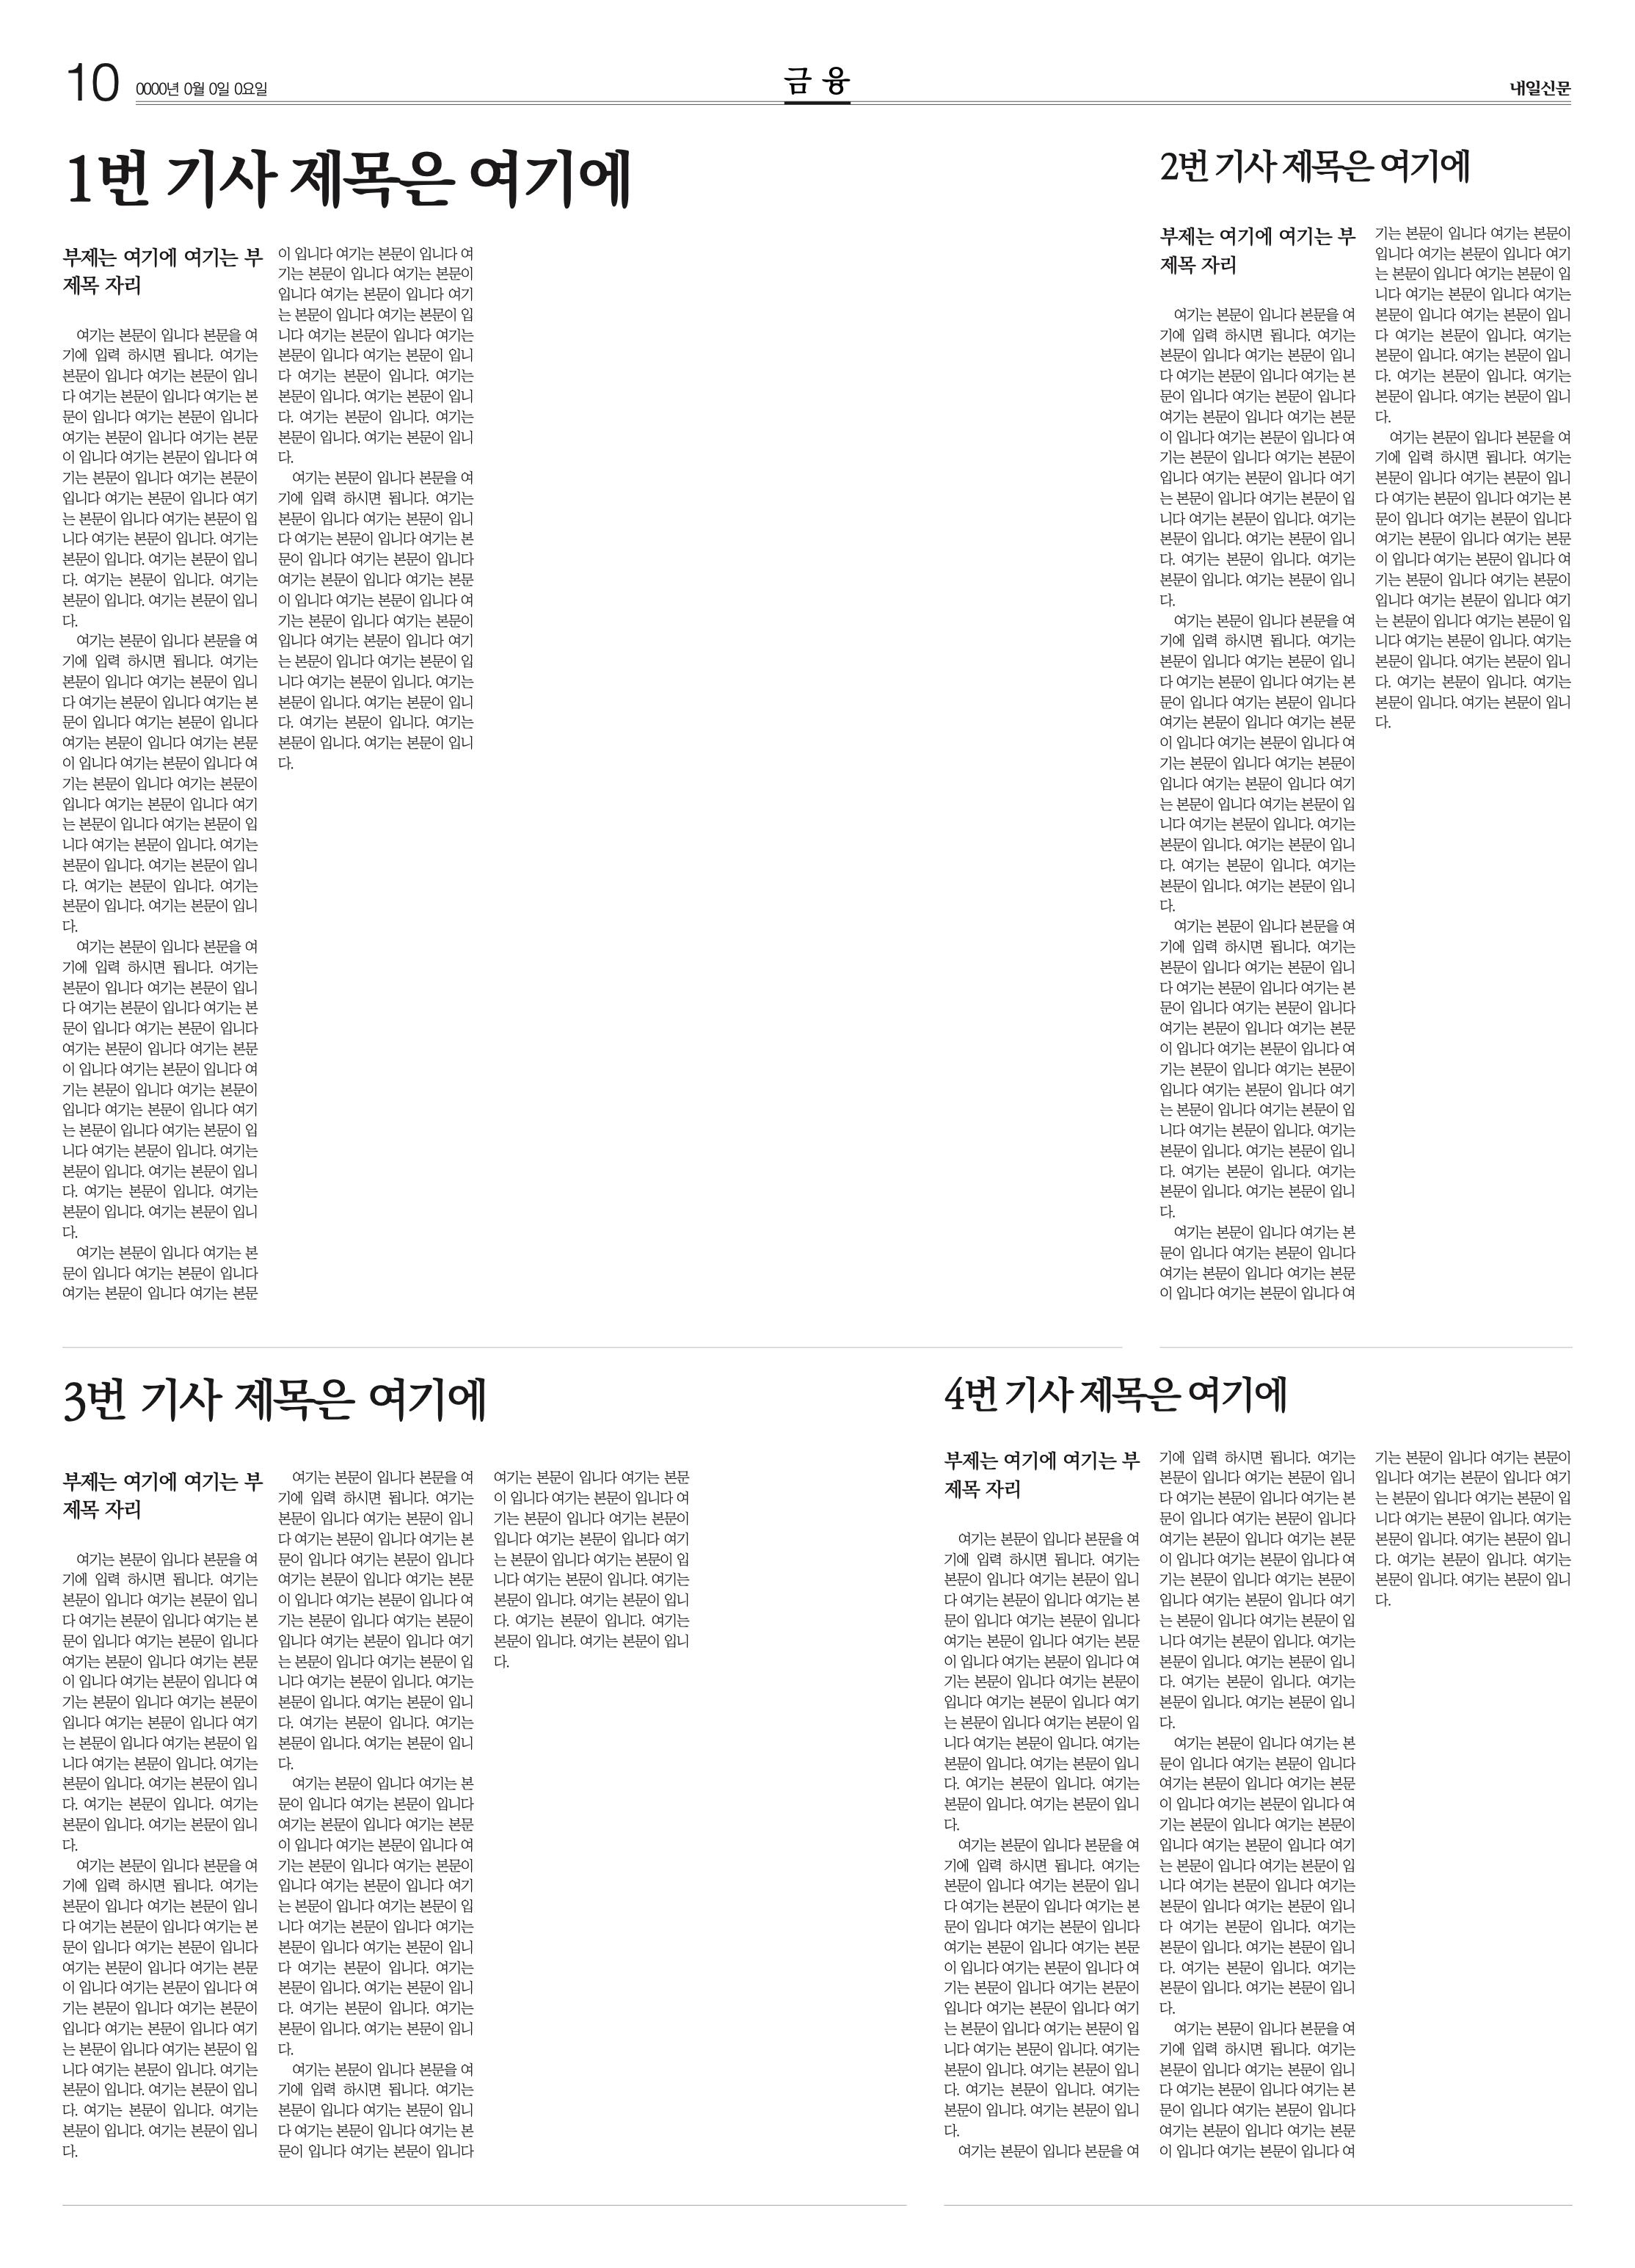 10 0000년 0월 0일 0요일
금 융
내일신문
1번 기사 제목은 여기에
부제는 여기에 여기는 부
제목 자리
여기는 본문이 입니다 본문을 여
기에 입력 하시면 됩니다. 여기는
본문이 입니다 여기는 본문이 입니
다 여기는 본문이 입니다 여기는 본
문이 입니다 여기는 본문이 입니다
여기는 본문이 입니다 여기는 본문
이 입니다 여기는 본문이 입니다 여
기는 본문이 입니다 여기는 본문이
입니다 여기는 본문이 입니다 여기
는 본문이 입니다 여기는 본문이 입
니다 여기는 본문이 입니다. 여기는
본문이 입니다. 여기는 본문이 입니
다. 여기는 본문이 입니다. 여기는
본문이 입니다. 여기는 본문이 입니
다.
여기는 본문이 입니다 본문을 여
기에 입력 하시면 됩니다. 여기는
본문이 입니다 여기는 본문이 입니
다 여기는 본문이 입니다 여기는 본
문이 입니다 여기는 본문이 입니다
여기는 본문이 입니다 여기는 본문
이 입니다 여기는 본문이 입니다 여
기는 본문이 입니다 여기는 본문이
입니다 여기는 본문이 입니다 여기
는 본문이 입니다 여기는 본문이 입
니다 여기는 본문이 입니다. 여기는
본문이 입니다. 여기는 본문이 입니
다. 여기는 본문이 입니다. 여기는
본문이 입니다. 여기는 본문이 입니
다.
여기는 본문이 입니다 본문을 여
기에 입력 하시면 됩니다. 여기는
본문이 입니다 여기는 본문이 입니
다 여기는 본문이 입니다 여기는 본
문이 입니다 여기는 본문이 입니다
여기는 본문이 입니다 여기는 본문
이 입니다 여기는 본문이 입니다 여
기는 본문이 입니다 여기는 본문이
입니다 여기는 본문이 입니다 여기
는 본문이 입니다 여기는 본문이 입
니다 여기는 본문이 입니다. 여기는
본문이 입니다. 여기는 본문이 입니
다. 여기는 본문이 입니다. 여기는
본문이 입니다. 여기는 본문이 입니
다.
여기는 본문이 입니다 여기는 본
문이 입니다 여기는 본문이 입니다
여기는 본문이 입니다 여기는 본문
이 입니다 여기는 본문이 입니다 여
기는 본문이 입니다 여기는 본문이
입니다 여기는 본문이 입니다 여기
는 본문이 입니다 여기는 본문이 입
니다 여기는 본문이 입니다 여기는
본문이 입니다 여기는 본문이 입니
다 여기는 본문이 입니다. 여기는
본문이 입니다. 여기는 본문이 입니
다. 여기는 본문이 입니다. 여기는
본문이 입니다. 여기는 본문이 입니
다.
여기는 본문이 입니다 본문을 여
기에 입력 하시면 됩니다. 여기는
본문이 입니다 여기는 본문이 입니
다 여기는 본문이 입니다 여기는 본
문이 입니다 여기는 본문이 입니다
여기는 본문이 입니다 여기는 본문
이 입니다 여기는 본문이 입니다 여
기는 본문이 입니다 여기는 본문이
입니다 여기는 본문이 입니다 여기
는 본문이 입니다 여기는 본문이 입
니다 여기는 본문이 입니다. 여기는
본문이 입니다. 여기는 본문이 입니
다. 여기는 본문이 입니다. 여기는
본문이 입니다. 여기는 본문이 입니
다.
2번 기사 제목은 여기에
부제는 여기에 여기는 부
제목 자리
여기는 본문이 입니다 본문을 여
기에 입력 하시면 됩니다. 여기는
본문이 입니다 여기는 본문이 입니
다 여기는 본문이 입니다 여기는 본
문이 입니다 여기는 본문이 입니다
여기는 본문이 입니다 여기는 본문
이 입니다 여기는 본문이 입니다 여
기는 본문이 입니다 여기는 본문이
입니다 여기는 본문이 입니다 여기
는 본문이 입니다 여기는 본문이 입
니다 여기는 본문이 입니다. 여기는
본문이 입니다. 여기는 본문이 입니
다. 여기는 본문이 입니다. 여기는
본문이 입니다. 여기는 본문이 입니
다.
여기는 본문이 입니다 본문을 여
기에 입력 하시면 됩니다. 여기는
본문이 입니다 여기는 본문이 입니
다 여기는 본문이 입니다 여기는 본
문이 입니다 여기는 본문이 입니다
여기는 본문이 입니다 여기는 본문
이 입니다 여기는 본문이 입니다 여
기는 본문이 입니다 여기는 본문이
입니다 여기는 본문이 입니다 여기
는 본문이 입니다 여기는 본문이 입
니다 여기는 본문이 입니다. 여기는
본문이 입니다. 여기는 본문이 입니
다. 여기는 본문이 입니다. 여기는
본문이 입니다. 여기는 본문이 입니
다.
여기는 본문이 입니다 본문을 여
기에 입력 하시면 됩니다. 여기는
본문이 입니다 여기는 본문이 입니
다 여기는 본문이 입니다 여기는 본
문이 입니다 여기는 본문이 입니다
여기는 본문이 입니다 여기는 본문
이 입니다 여기는 본문이 입니다 여
기는 본문이 입니다 여기는 본문이
입니다 여기는 본문이 입니다 여기
는 본문이 입니다 여기는 본문이 입
니다 여기는 본문이 입니다. 여기는
본문이 입니다. 여기는 본문이 입니
다. 여기는 본문이 입니다. 여기는
본문이 입니다. 여기는 본문이 입니
다.
여기는 본문이 입니다 여기는 본
문이 입니다 여기는 본문이 입니다
여기는 본문이 입니다 여기는 본문
이 입니다 여기는 본문이 입니다 여
기는 본문이 입니다 여기는 본문이
입니다 여기는 본문이 입니다 여기
는 본문이 입니다 여기는 본문이 입
니다 여기는 본문이 입니다 여기는
본문이 입니다 여기는 본문이 입니
다 여기는 본문이 입니다. 여기는
본문이 입니다. 여기는 본문이 입니
다. 여기는 본문이 입니다. 여기는
본문이 입니다. 여기는 본문이 입니
다.
여기는 본문이 입니다 본문을 여
기에 입력 하시면 됩니다. 여기는
본문이 입니다 여기는 본문이 입니
다 여기는 본문이 입니다 여기는 본
문이 입니다 여기는 본문이 입니다
여기는 본문이 입니다 여기는 본문
이 입니다 여기는 본문이 입니다 여
기는 본문이 입니다 여기는 본문이
입니다 여기는 본문이 입니다 여기
는 본문이 입니다 여기는 본문이 입
니다 여기는 본문이 입니다. 여기는
본문이 입니다. 여기는 본문이 입니
다. 여기는 본문이 입니다. 여기는
본문이 입니다. 여기는 본문이 입니
다.
3번 기사 제목은 여기에
부제는 여기에 여기는 부
제목 자리
여기는 본문이 입니다 본문을 여
기에 입력 하시면 됩니다. 여기는
본문이 입니다 여기는 본문이 입니
다 여기는 본문이 입니다 여기는 본
문이 입니다 여기는 본문이 입니다
여기는 본문이 입니다 여기는 본문
이 입니다 여기는 본문이 입니다 여
기는 본문이 입니다 여기는 본문이
입니다 여기는 본문이 입니다 여기
는 본문이 입니다 여기는 본문이 입
니다 여기는 본문이 입니다. 여기는
본문이 입니다. 여기는 본문이 입니
다. 여기는 본문이 입니다. 여기는
본문이 입니다. 여기는 본문이 입니
다.
여기는 본문이 입니다 본문을 여
기에 입력 하시면 됩니다. 여기는
본문이 입니다 여기는 본문이 입니
다 여기는 본문이 입니다 여기는 본
문이 입니다 여기는 본문이 입니다
여기는 본문이 입니다 여기는 본문
이 입니다 여기는 본문이 입니다 여
기는 본문이 입니다 여기는 본문이
입니다 여기는 본문이 입니다 여기
는 본문이 입니다 여기는 본문이 입
니다 여기는 본문이 입니다. 여기는
본문이 입니다. 여기는 본문이 입니
다. 여기는 본문이 입니다. 여기는
본문이 입니다. 여기는 본문이 입니
다.
여기는 본문이 입니다 본문을 여
기에 입력 하시면 됩니다. 여기는
본문이 입니다 여기는 본문이 입니
다 여기는 본문이 입니다 여기는 본
문이 입니다 여기는 본문이 입니다
여기는 본문이 입니다 여기는 본문
이 입니다 여기는 본문이 입니다 여
기는 본문이 입니다 여기는 본문이
입니다 여기는 본문이 입니다 여기
는 본문이 입니다 여기는 본문이 입
니다 여기는 본문이 입니다. 여기는
본문이 입니다. 여기는 본문이 입니
다. 여기는 본문이 입니다. 여기는
본문이 입니다. 여기는 본문이 입니
다.
여기는 본문이 입니다 여기는 본
문이 입니다 여기는 본문이 입니다
여기는 본문이 입니다 여기는 본문
이 입니다 여기는 본문이 입니다 여
기는 본문이 입니다 여기는 본문이
입니다 여기는 본문이 입니다 여기
는 본문이 입니다 여기는 본문이 입
니다 여기는 본문이 입니다 여기는
본문이 입니다 여기는 본문이 입니
다 여기는 본문이 입니다. 여기는
본문이 입니다. 여기는 본문이 입니
다. 여기는 본문이 입니다. 여기는
본문이 입니다. 여기는 본문이 입니
다.
여기는 본문이 입니다 본문을 여
기에 입력 하시면 됩니다. 여기는
본문이 입니다 여기는 본문이 입니
다 여기는 본문이 입니다 여기는 본
문이 입니다 여기는 본문이 입니다
여기는 본문이 입니다 여기는 본문
이 입니다 여기는 본문이 입니다 여
기는 본문이 입니다 여기는 본문이
입니다 여기는 본문이 입니다 여기
는 본문이 입니다 여기는 본문이 입
니다 여기는 본문이 입니다. 여기는
본문이 입니다. 여기는 본문이 입니
다. 여기는 본문이 입니다. 여기는
본문이 입니다. 여기는 본문이 입니
다.
4번 기사 제목은 여기에
부제는 여기에 여기는 부
제목 자리
여기는 본문이 입니다 본문을 여
기에 입력 하시면 됩니다. 여기는
본문이 입니다 여기는 본문이 입니
다 여기는 본문이 입니다 여기는 본
문이 입니다 여기는 본문이 입니다
여기는 본문이 입니다 여기는 본문
이 입니다 여기는 본문이 입니다 여
기는 본문이 입니다 여기는 본문이
입니다 여기는 본문이 입니다 여기
는 본문이 입니다 여기는 본문이 입
니다 여기는 본문이 입니다. 여기는
본문이 입니다. 여기는 본문이 입니
다. 여기는 본문이 입니다. 여기는
본문이 입니다. 여기는 본문이 입니
다.
여기는 본문이 입니다 본문을 여
기에 입력 하시면 됩니다. 여기는
본문이 입니다 여기는 본문이 입니
다 여기는 본문이 입니다 여기는 본
문이 입니다 여기는 본문이 입니다
여기는 본문이 입니다 여기는 본문
이 입니다 여기는 본문이 입니다 여
기는 본문이 입니다 여기는 본문이
입니다 여기는 본문이 입니다 여기
는 본문이 입니다 여기는 본문이 입
니다 여기는 본문이 입니다. 여기는
본문이 입니다. 여기는 본문이 입니
다. 여기는 본문이 입니다. 여기는
본문이 입니다. 여기는 본문이 입니
다.
여기는 본문이 입니다 본문을 여
기에 입력 하시면 됩니다. 여기는
본문이 입니다 여기는 본문이 입니
다 여기는 본문이 입니다 여기는 본
문이 입니다 여기는 본문이 입니다
여기는 본문이 입니다 여기는 본문
이 입니다 여기는 본문이 입니다 여
기는 본문이 입니다 여기는 본문이
입니다 여기는 본문이 입니다 여기
는 본문이 입니다 여기는 본문이 입
니다 여기는 본문이 입니다. 여기는
본문이 입니다. 여기는 본문이 입니
다. 여기는 본문이 입니다. 여기는
본문이 입니다. 여기는 본문이 입니
다.
여기는 본문이 입니다 여기는 본
문이 입니다 여기는 본문이 입니다
여기는 본문이 입니다 여기는 본문
이 입니다 여기는 본문이 입니다 여
기는 본문이 입니다 여기는 본문이
입니다 여기는 본문이 입니다 여기
는 본문이 입니다 여기는 본문이 입
니다 여기는 본문이 입니다 여기는
본문이 입니다 여기는 본문이 입니
다 여기는 본문이 입니다. 여기는
본문이 입니다. 여기는 본문이 입니
다. 여기는 본문이 입니다. 여기는
본문이 입니다. 여기는 본문이 입니
다.
여기는 본문이 입니다 본문을 여
기에 입력 하시면 됩니다. 여기는
본문이 입니다 여기는 본문이 입니
다 여기는 본문이 입니다 여기는 본
문이 입니다 여기는 본문이 입니다
여기는 본문이 입니다 여기는 본문
이 입니다 여기는 본문이 입니다 여
기는 본문이 입니다 여기는 본문이
입니다 여기는 본문이 입니다 여기
는 본문이 입니다 여기는 본문이 입
니다 여기는 본문이 입니다. 여기는
본문이 입니다. 여기는 본문이 입니
다. 여기는 본문이 입니다. 여기는
본문이 입니다. 여기는 본문이 입니
다.